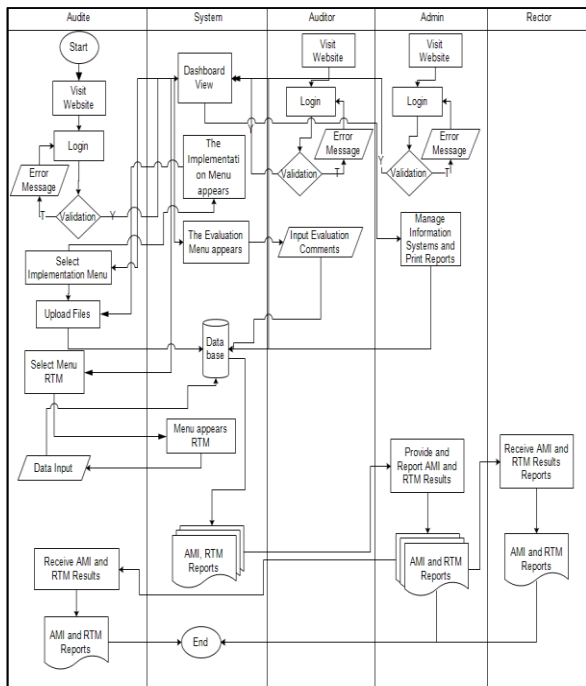 Audite
System
Auditor
Admin
Rector
Start
Visit
Website
Login
Error
Message
T
Validation
Y
Dashboard
View
Visit
Website
Login
Error
Message
Validation
T
Y
Visit
Website
Login
Error
Message
Validation
T
Y
The
Implementati
on Menu
appears
Select
Implementation Menu
The Evaluation
Menu appears
Input Evaluation
Comments
Manage
Information
Systems and
Print Reports
Upload Files
Data
base
Select Menu
RTM
Menu appears
RTM
Data Input
Provide and
Report AMI and
RTM Results
Receive AMI and
RTM Results
Reports
AMI, RTM
Reports
AMI and RTM
Reports
AMI and RTM
Reports
Receive AMI and
RTM Results
AMI and RTM
Reports
End